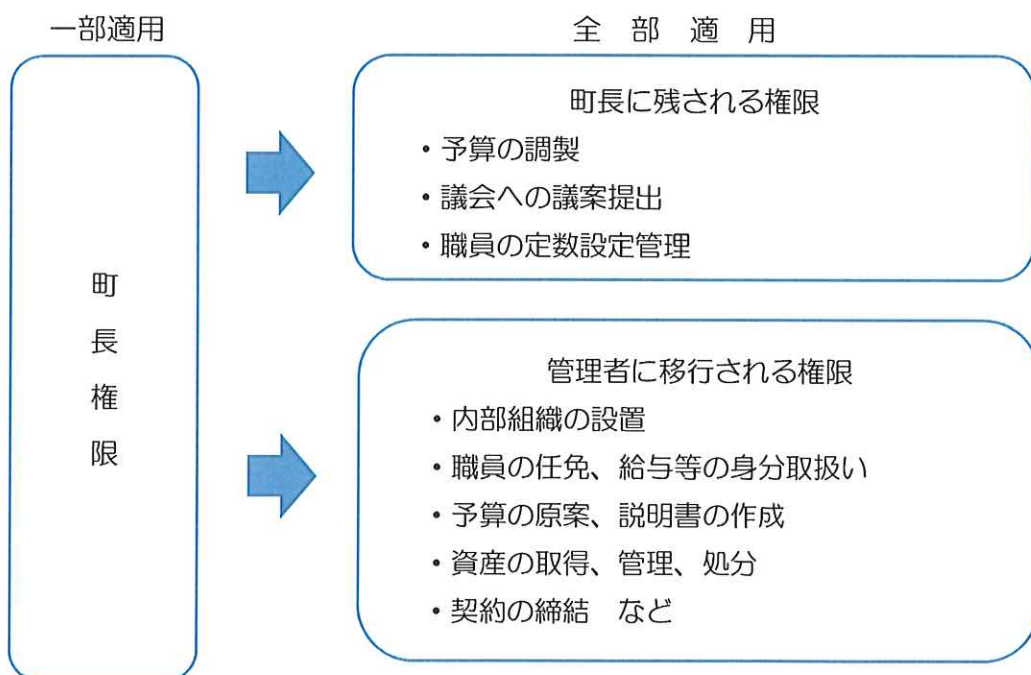 一部適用
全　部　適　用
町
長
権
限
町長に残される権限
・予算の調製
・議会への議案提出
・職員の定数設定管理
管理者に移行される権限
・内部組織の設置
・職員の任免、給与等の身分取扱い
・予算の原案、説明書の作成
・資産の取得、管理、処分
・契約の締結　など